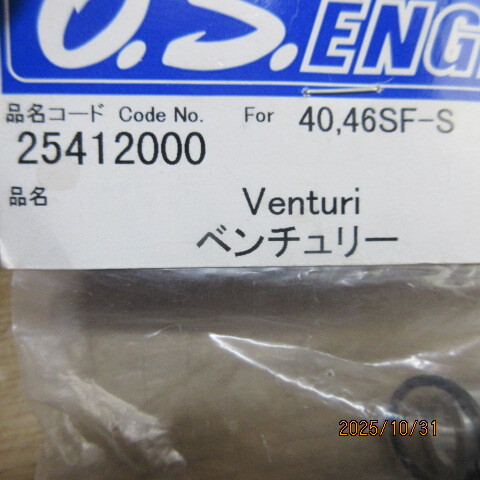 O.S.ENG
品名コード Code No. For 40,46SF-S
25412000
品名 Venturi
ベンチュリー
2025/10/31